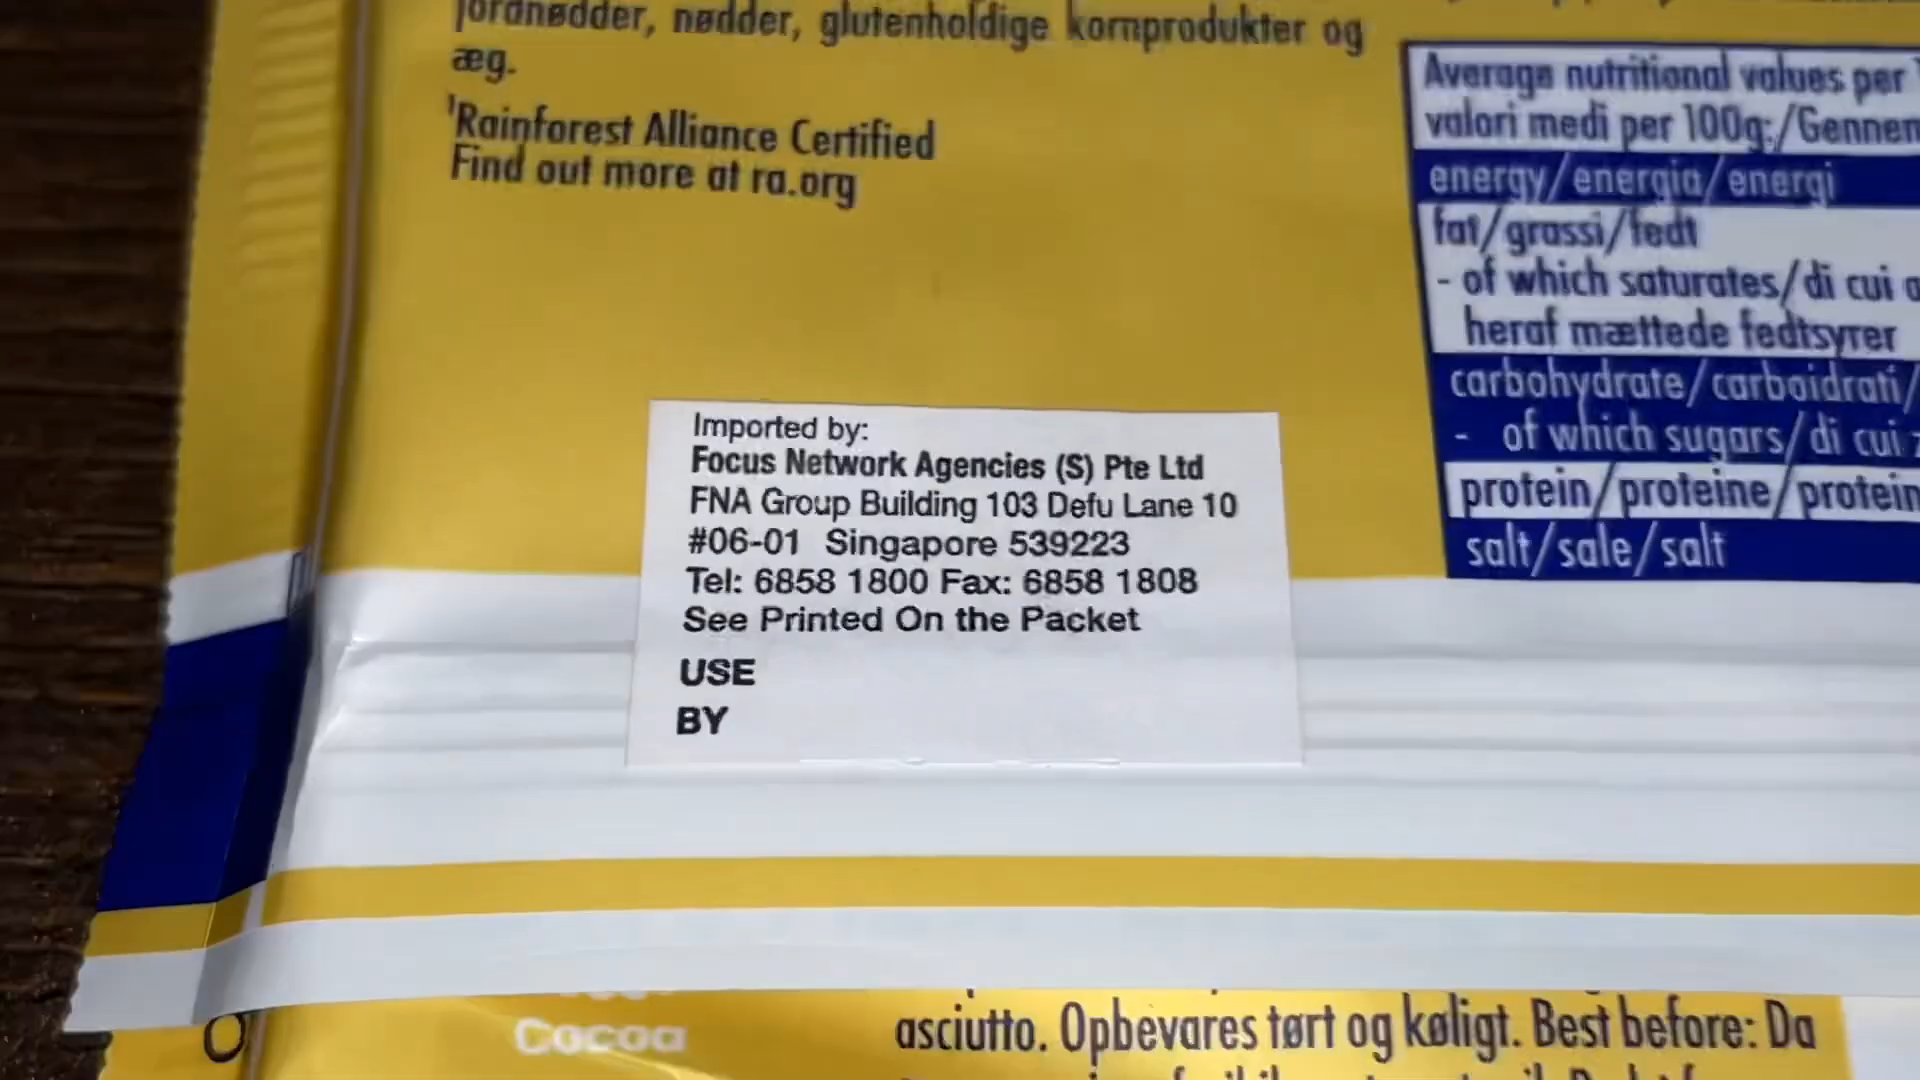 jordnødder, nødder, glutenholdige kornprodukter og
æg.
¹Rainforest Alliance Certified
Find out more at ra.org
Average nutritional values per
valori medi per 100g:/Gennem
energy/energia/energi
fat/grassi/fedt
- of which saturates/di cui a
heraf mættede fedtsyrer
carbohydrate/carboidrati/
- of which sugars/di cui z
protein/proteine/protein
salt/sale/salt
Imported by:
Focus Network Agencies (S) Pte Ltd
FNA Group Building 103 Defu Lane 10
#06-01 Singapore 539223
Tel: 6858 1800 Fax: 6858 1808
See Printed On the Packet
USE
BY
Cocoa
asciutto. Opbevares tørt og køligt. Best before: Da